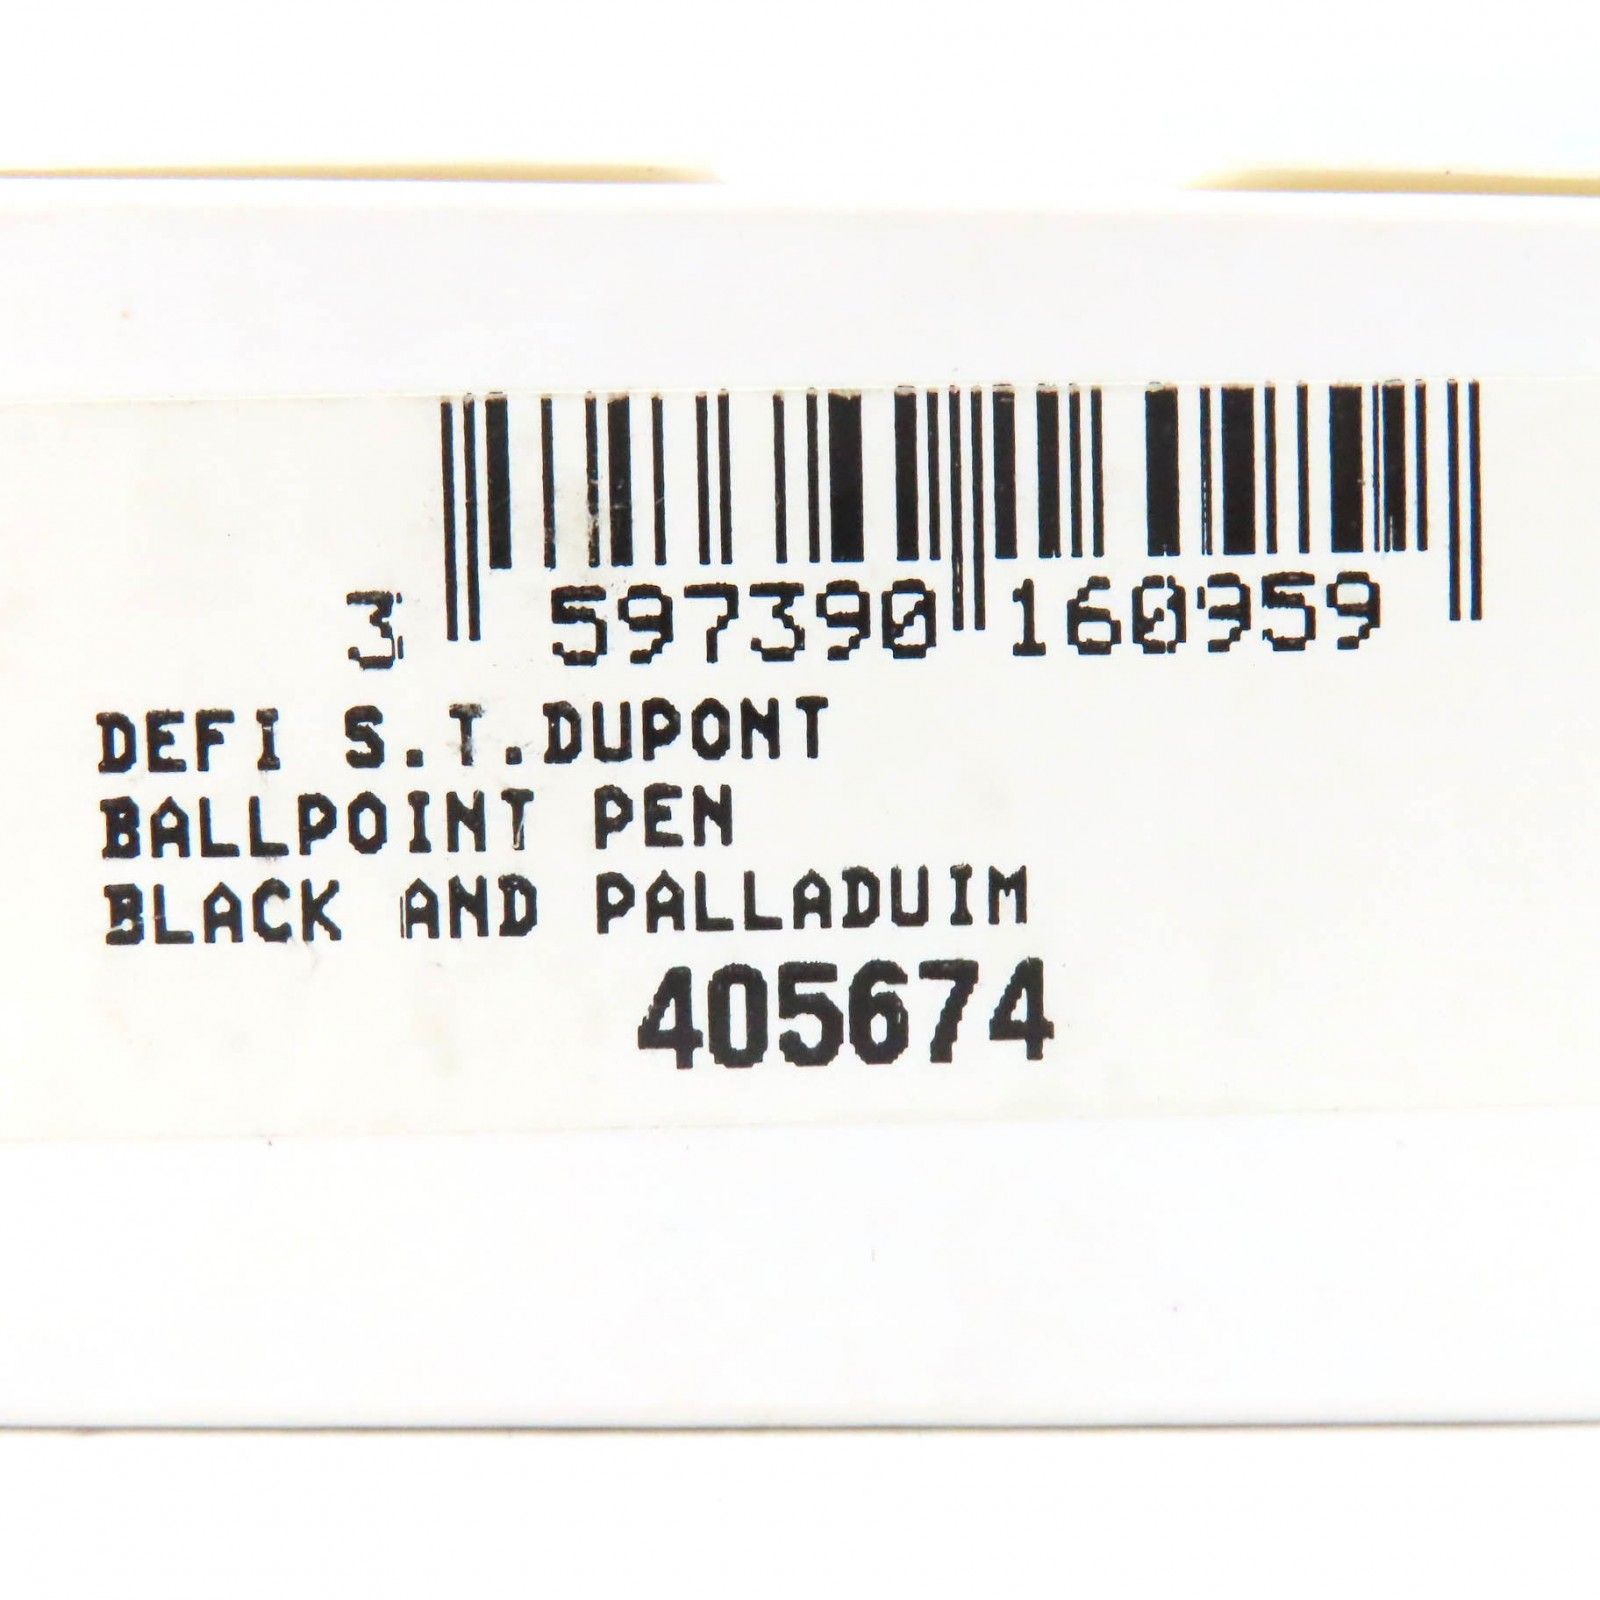 3 597390 160959
DEFI S.T.DUPONT
BALLPOINT PEN
BLACK AND PALLADUIM
405674